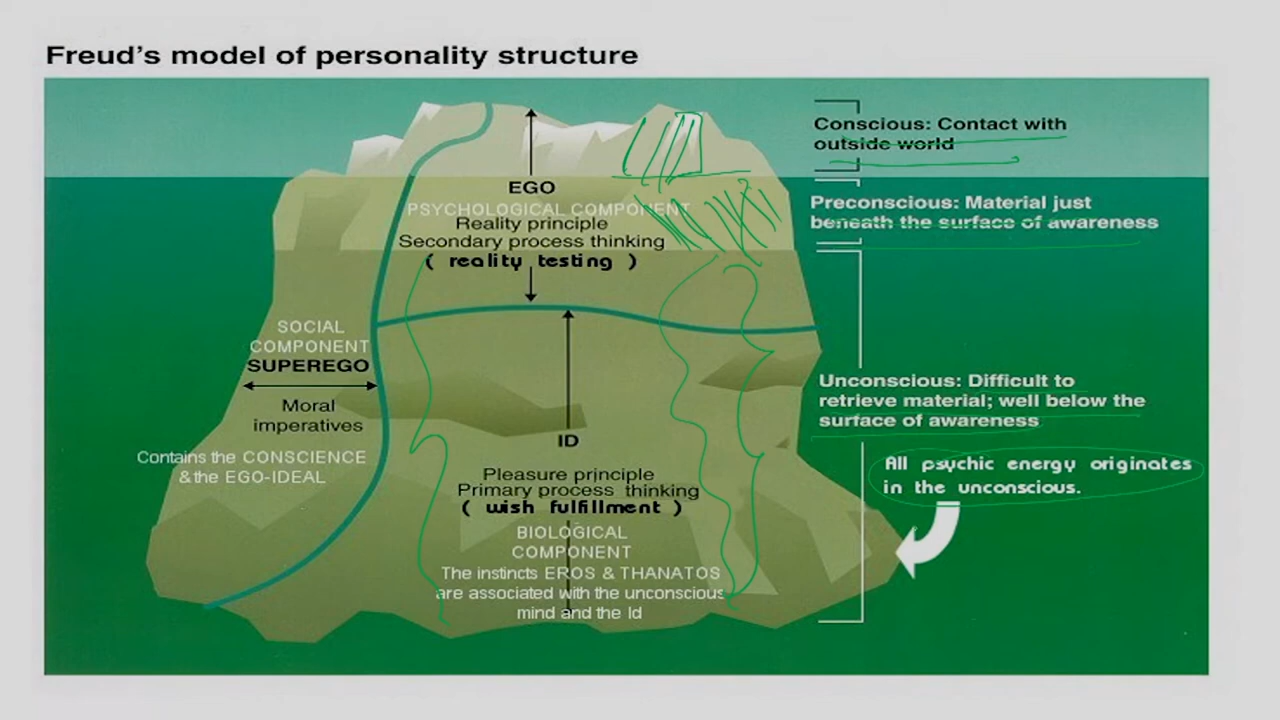 Freud's model of personality structure
Conscious: Contact with
outside world
EGO
PSYCHOLOGICAL COMPONENT
Reality principle
Secondary process thinking
( reality testing )
Preconscious: Material just
beneath the surface of awareness
SOCIAL
COMPONENT
SUPEREGO
Moral
imperatives
Contains the CONSCIENCE
& the EGO-IDEAL
ID
Pleasure principle
Primary process thinking
( wish fulfillment )
BIOLOGICAL
COMPONENT
The instincts EROS & THANATOS
are associated with the unconscious
mind and the Id
Unconscious: Difficult to
retrieve material; well below the
surface of awareness
All psychic energy originates
in the unconscious.